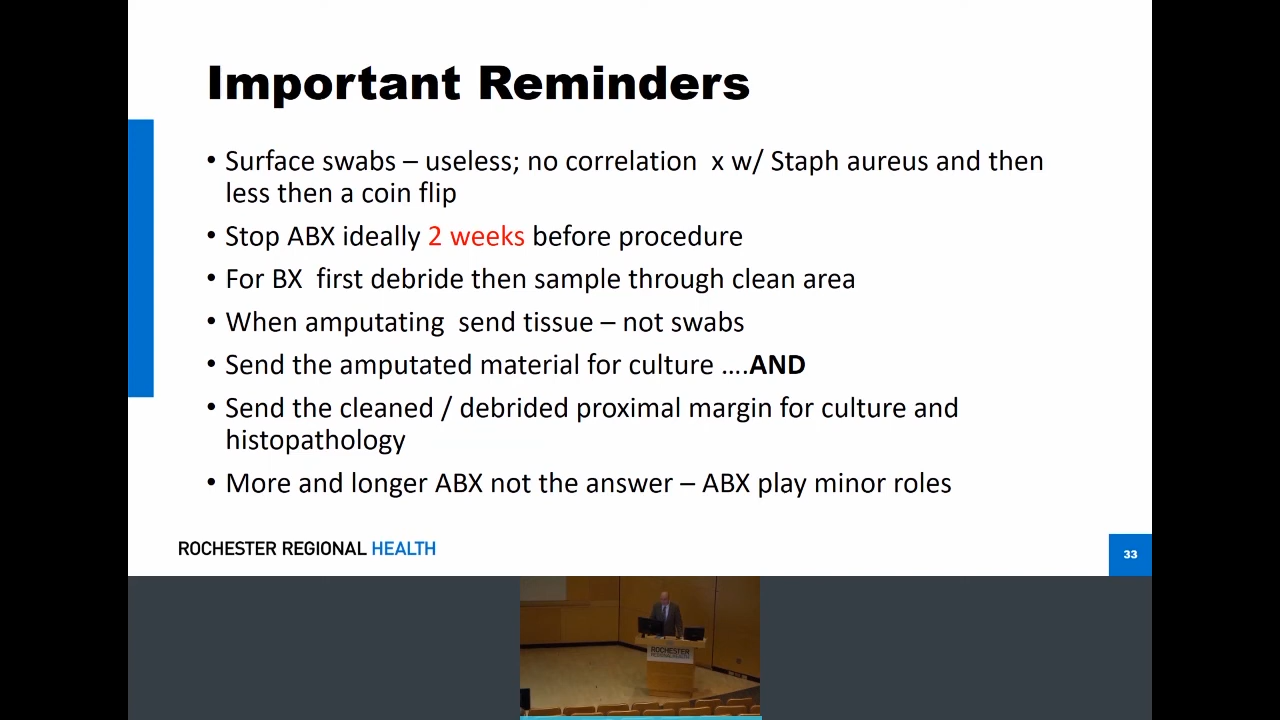 Important Reminders
• Surface swabs – useless; no correlation  x w/ Staph aureus and then
less then a coin flip
• Stop ABX ideally 2 weeks before procedure
• For BX  first debride then sample through clean area
• When amputating  send tissue – not swabs
• Send the amputated material for culture ….AND
• Send the cleaned / debrided proximal margin for culture and
histopathology
• More and longer ABX not the answer – ABX play minor roles
ROCHESTER REGIONAL HEALTH
33
ROCHESTER
REGIONAL HEALTH